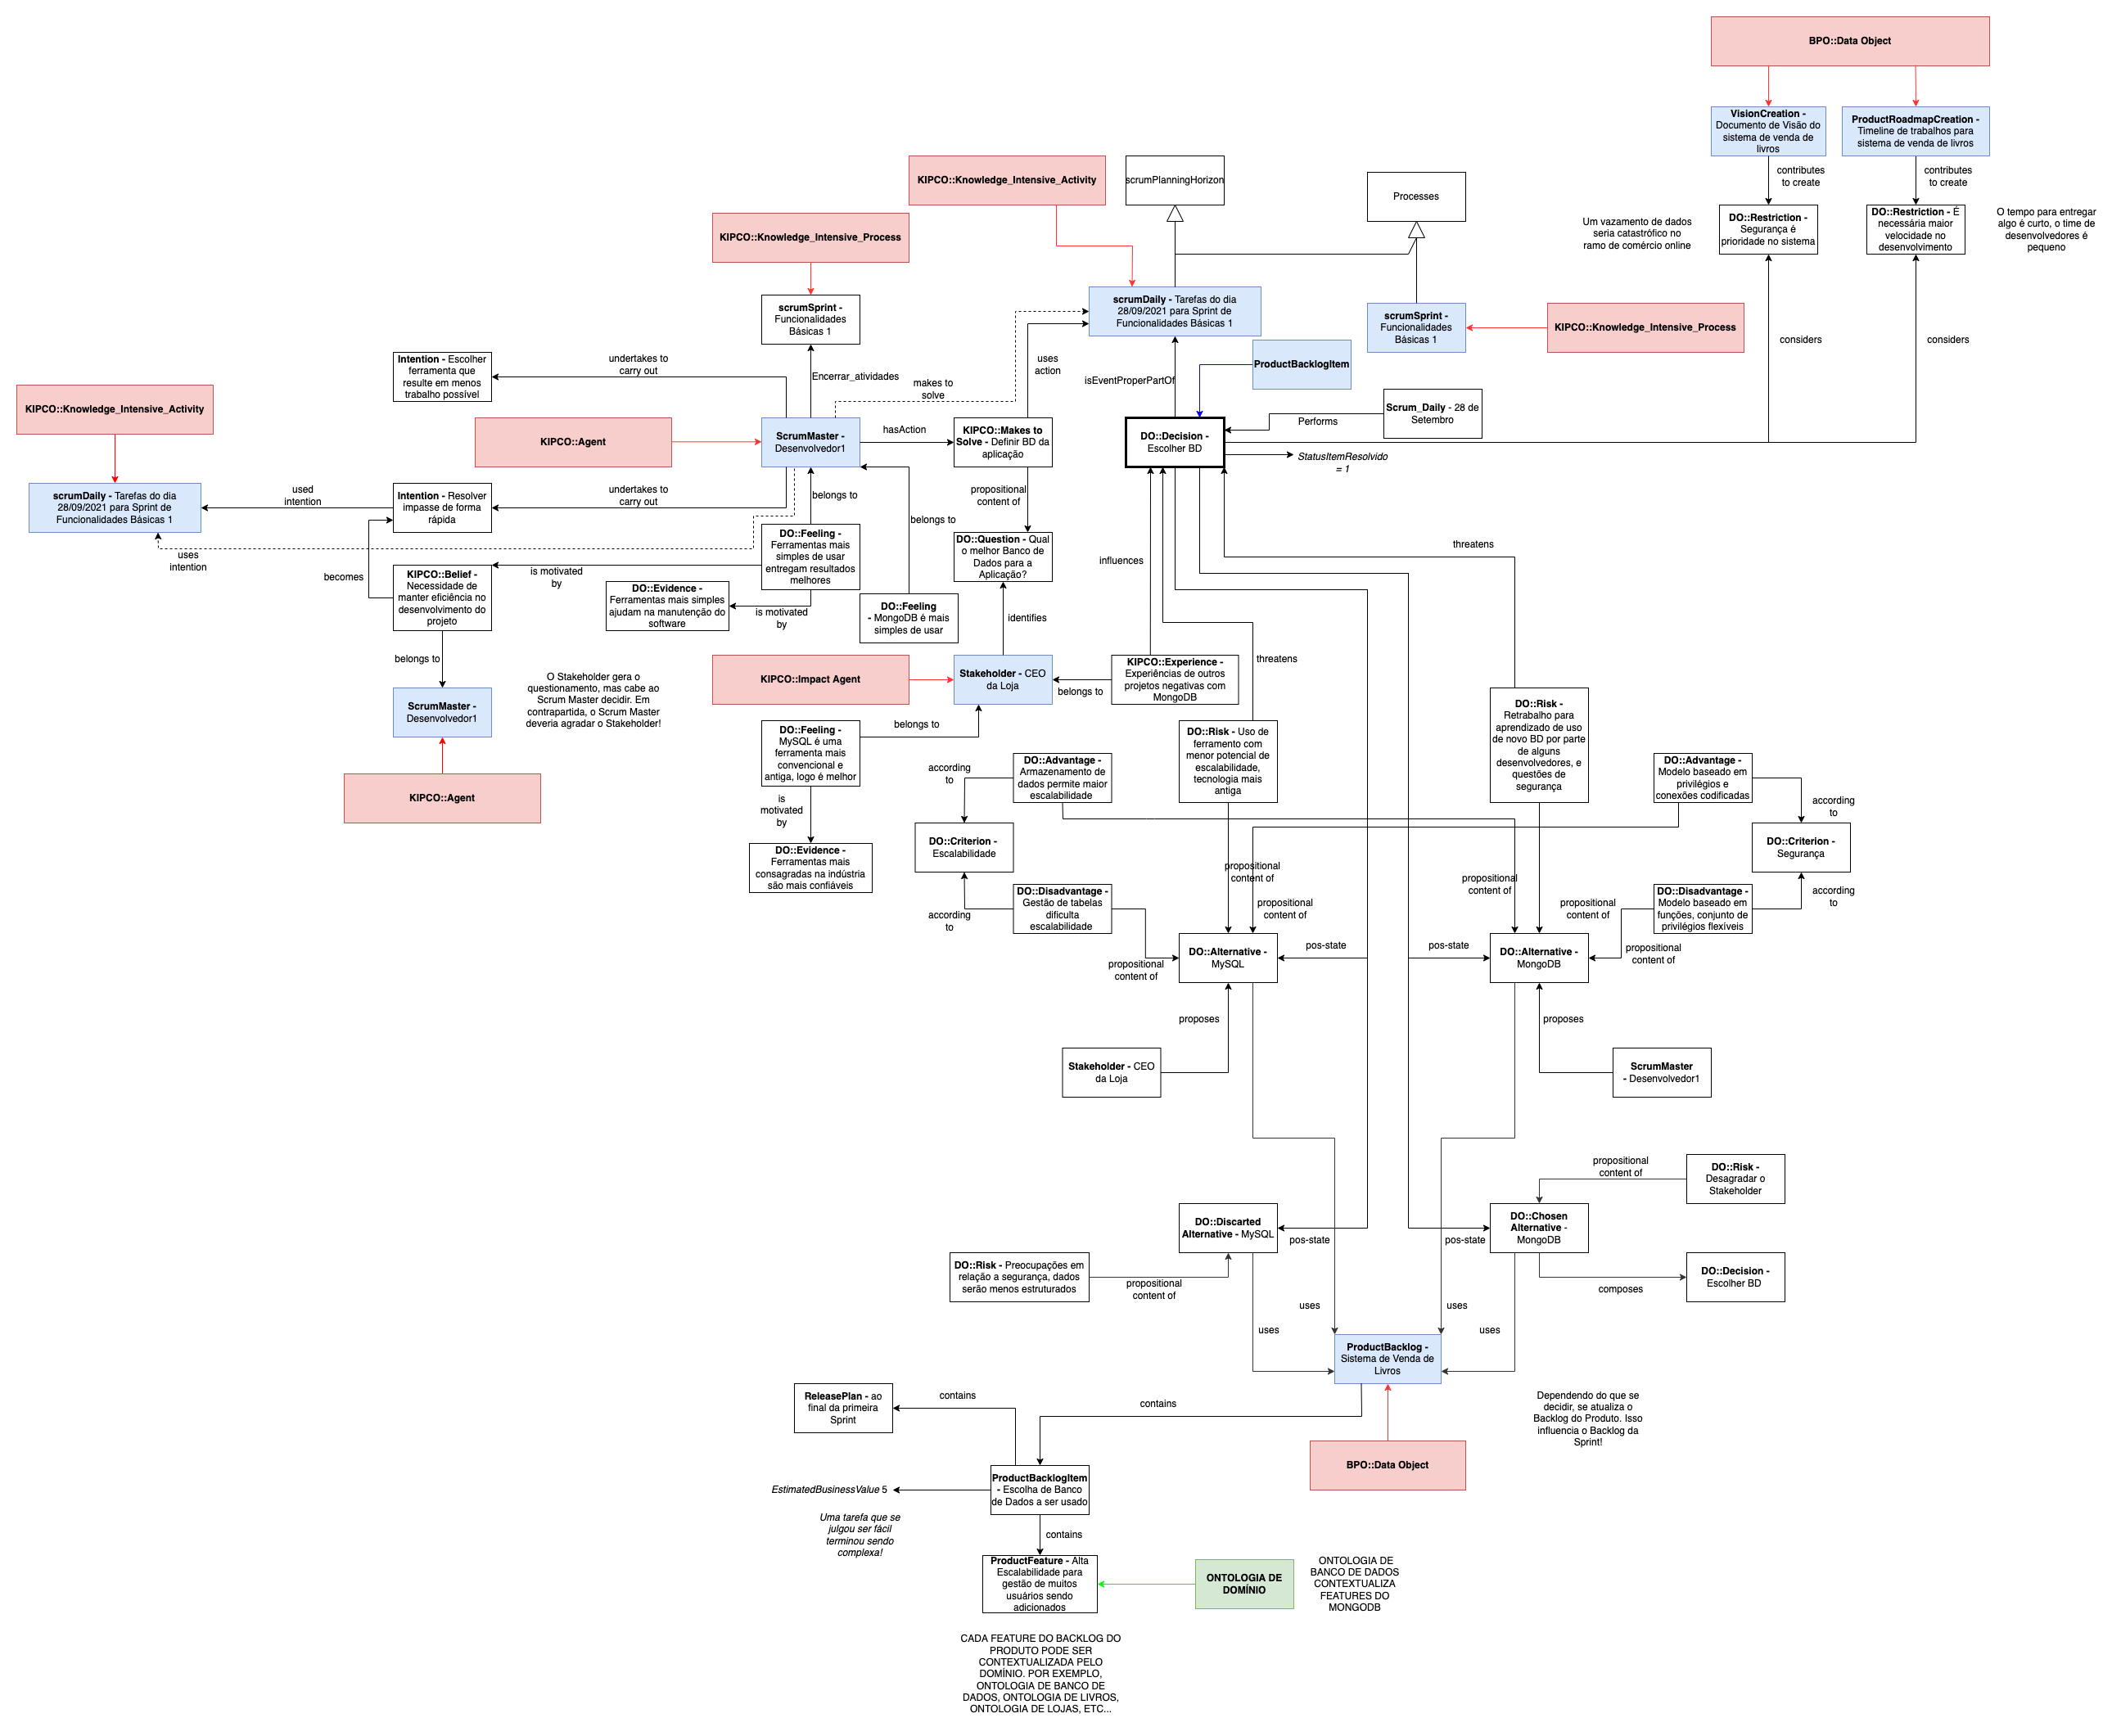 BPO::Data Object
VisionCreation -
Documento de Visão do
sistema de venda de
livros
ProductRoadmapCreation -
Timeline de trabalhos para
sistema de venda de livros
contributes
to create
contributes
to create
KIPCO::Knowledge_Intensive_Activity
scrumPlanningHorizon
Processes
Um vazamento de dados
seria catastrófico no
ramo de comércio online
DO::Restriction -
Segurança é
prioridade no sistema
DO::Restriction - É
necessária maior
velocidade no
desenvolvimento
O tempo para entregar
algo é curto, o time de
desenvolvedores é
pequeno
KIPCO::Knowledge_Intensive_Process
scrumSprint -
Funcionalidades
Básicas 1
scrumDaily - Tarefas do dia
28/09/2021 para Sprint de
Funcionalidades Básicas 1
scrumSprint -
Funcionalidades
Básicas 1
KIPCO::Knowledge_Intensive_Process
considers
considers
Intention - Escolher
ferramenta que
resulte em menos
trabalho possivel
undertakes to
carry out
Encerrar_atividades
makes to
solve
uses
action
isEventProperPartOf
ProductBacklogItem
KIPCO::Knowledge_Intensive_Activity
KIPCO::Agent
ScrumMaster -
Desenvolvedor1
hasAction
KIPCO::Makes to
Solve - Definir BD da
aplicação
DO::Decision -
Escolher BD
Performs
Scrum_Daily - 28 de
Setembro
StatusItemResolvido
= 1
scrumDaily - Tarefas do dia
28/09/2021 para Sprint de
Funcionalidades Básicas 1
used
intention
Intention - Resolver
impasse de forma
rápida
undertakes to
carry out
belongs to
belongs to
propositional
content of
uses
intention
becomes
KIPCO::Belief -
Necessidade de
manter eficiência no
desenvolvimento do
projeto
is motivated
by
DO::Feeling -
Ferramentas mais
simples de usar
entregam resultados
melhores
DO::Evidence -
Ferramentas mais simples
ajudam na manutenção do
software
is motivated
by
DO::Feeling
- MongoDB é mais
simples de usar
DO::Question - Qual
o melhor Banco de
Dados para a
Aplicação?
influences
threatens
identifies
belongs to
O Stakeholder gera o
questionamento, mas cabe ao
Scrum Master decidir. Em
contrapartida, o Scrum Master
deveria agradar o Stakeholder!
KIPCO::Impact Agent
Stakeholder - CEO
da Loja
belongs to
KIPCO::Experience -
Experiências de outros
projetos negativas com
MongoDB
threatens
ScrumMaster -
Desenvolvedor1
KIPCO::Agent
DO::Feeling -
MySQL é uma
ferramenta mais
convencional e
antiga, logo é melhor
belongs to
is
motivated
by
DO::Evidence -
Ferramentas mais
consagradas na indústria
são mais confiáveis
DO::Risk - Uso de
ferramento com
menor potencial de
escalabilidade,
tecnologia mais
antiga
DO::Risk -
Retrabalho para
aprendizado de uso
de novo BD por parte
de alguns
desenvolvedores, e
questões de
segurança
according
to
DO::Advantage -
Armazenamento de
dados permite maior
escalabilidade
DO::Advantage -
Modelo baseado em
privilégios e
conexões codificadas
according
to
DO::Criterion -
Escalabilidade
DO::Criterion -
Segurança
propositional
content of
propositional
content of
according
to
DO::Disadvantage -
Gestão de tabelas
dificulta
escalabilidade
propositional
content of
propositional
content of
DO::Disadvantage -
Modelo baseado em
funções, conjunto de
privilégios flexíveis
according
to
propositional
content of
DO::Alternative -
MySQL
pos-state
pos-state
DO::Alternative -
MongoDB
propositional
content of
proposes
proposes
Stakeholder - CEO
da Loja
ScrumMaster
- Desenvolvedor1
propositional
content of
DO::Risk -
Desagradar o
Stakeholder
DO::Discarted
Alternative - MySQL
pos-state
pos-state
DO::Chosen
Alternative -
MongoDB
DO::Risk - Preocupações em
relação a segurança, dados
serão menos estruturados
propositional
content of
composes
DO::Decision -
Escolher BD
uses
uses
uses
uses
ProductBacklog -
Sistema de Venda de
Livros
ReleasePlan - ao
final da primeira
Sprint
contains
contains
Dependendo do que se
decidir, se atualiza o
Backlog do Produto. Isso
influencia o Backlog da
Sprint!
BPO::Data Object
EstimatedBusinessValue 5
ProductBacklogItem
- Escolha de Banco
de Dados a ser usado
Uma tarefa que se
julgou ser fácil
terminou sendo
complexa!
contains
ProductFeature - Alta
Escalabilidade para
gestão de muitos
usuários sendo
adicionados
ONTOLOGIA DE
DOMÍNIO
ONTOLOGIA DE
BANCO DE DADOS
CONTEXTUALIZA
FEATURES DO
MONGODB
CADA FEATURE DO BACKLOG DO
PRODUTO PODE SER
CONTEXTUALIZADA PELO
DOMÍNIO. POR EXEMPLO,
ONTOLOGIA DE BANCO DE
DADOS, ONTOLOGIA DE LIVROS,
ONTOLOGIA DE LOJAS, ETC...